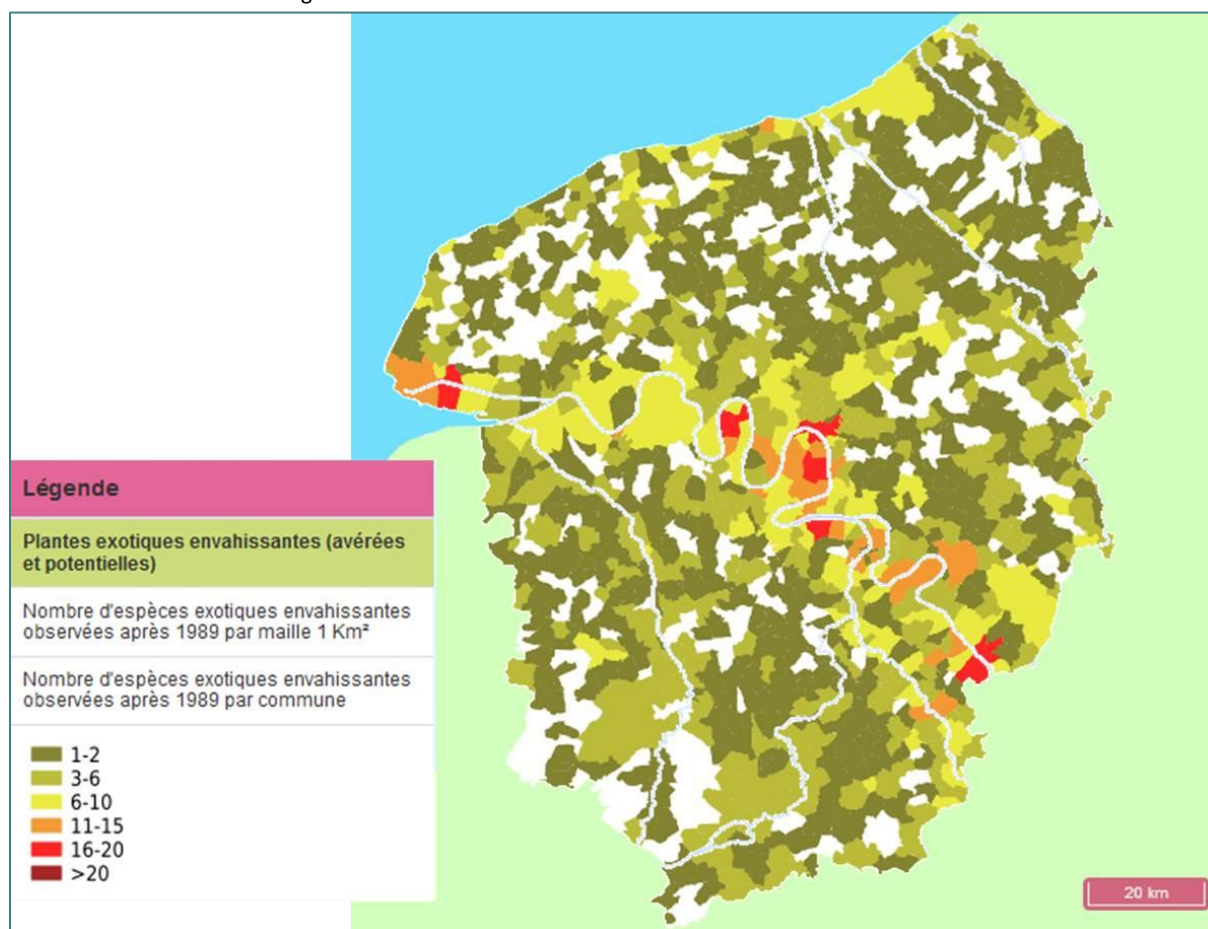 Légende
Plantes exotiques envahissantes (avérées
et potentielles)
Nombre d'espèces exotiques envahissantes
observées après 1989 par maille 1 Km²
Nombre d'espèces exotiques envahissantes
observées après 1989 par commune
1-2
3-6
6-10
11-15
16-20
>20
20 km